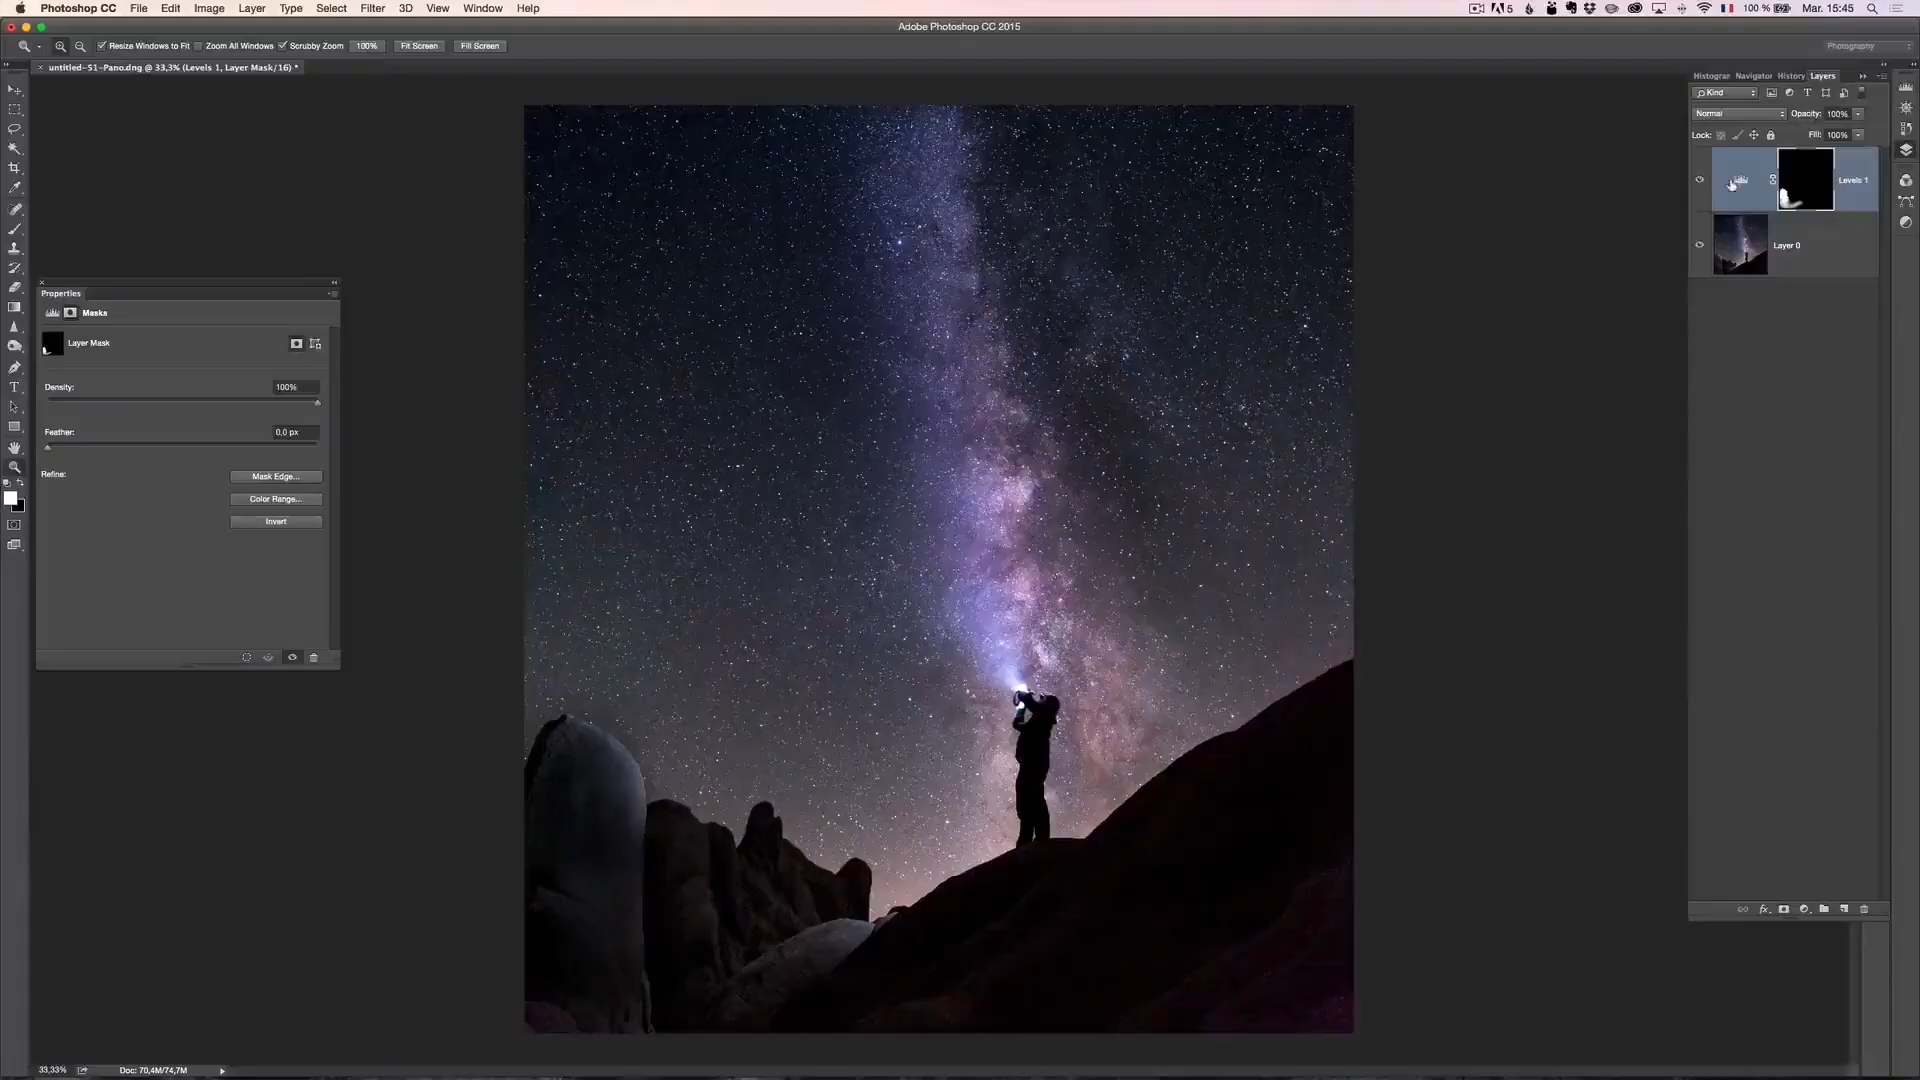 Photoshop CC File Edit Image Layer Type Select Filter 3D View Window Help
5 100 % Mar. 15:45
Adobe Photoshop CC 2015
Resize Windows to Fit Zoom All Windows Scrubby Zoom 100% Fit Screen Fill Screen
Photography
untitled-51-Pano.dng @ 33,3% (Levels 1, Layer Mask/16) *
Histogran Navigator History Layers
Kind
Normal Opacity: 100%
Lock: Fill: 100%
Levels 1
Layer 0
Properties
Masks
Layer Mask
Density: 100%
Feather: 0,0 px
Refine: Mask Edge...
Color Range...
Invert
33,33% Doc: 70,4M/74,7M